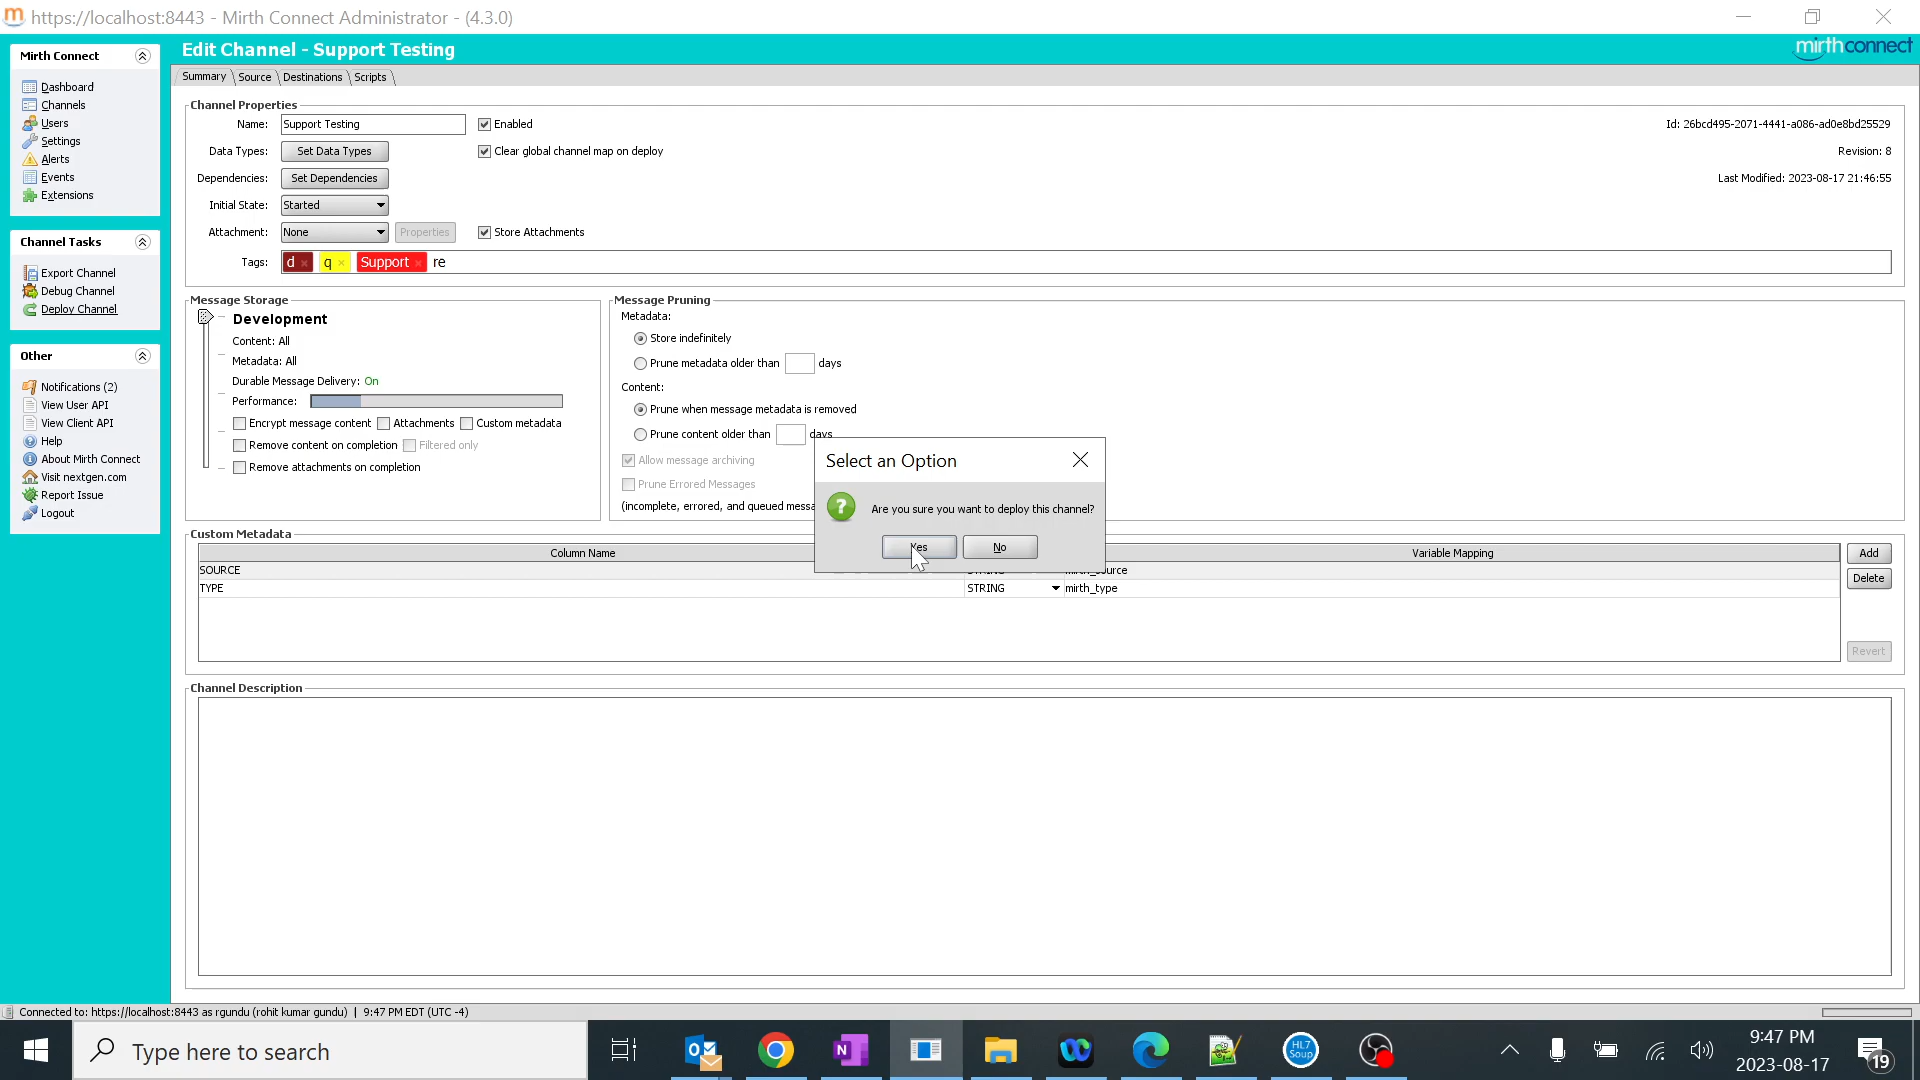 https://localhost:8443 - Mirth Connect Administrator - (4.3.0)
Edit Channel - Support Testing
mirthconnect
Mirth Connect
Dashboard
Channels
Users
Settings
Alerts
Events
Extensions
Channel Tasks
Export Channel
Debug Channel
Deploy Channel
Other
Notifications (2)
View User API
View Client API
Help
About Mirth Connect
Visit nextgen.com
Report Issue
Logout
Summary Source Destinations Scripts
Channel Properties
Name: Support Testing Enabled Id: 26bcd495-2071-4441-a086-ad0e8bd25529
Data Types: Set Data Types Clear global channel map on deploy Revision: 8
Dependencies: Set Dependencies Last Modified: 2023-08-17 21:46:55
Initial State: Started
Attachment: None Properties Store Attachments
Tags: d × q × Support × re
Message Storage
Development
Content: All
Metadata: All
Durable Message Delivery: On
Performance:
Encrypt message content Attachments Custom metadata
Remove content on completion Filtered only
Remove attachments on completion
Message Pruning
Metadata:
Store indefinitely
Prune metadata older than days
Content:
Prune when message metadata is removed
Prune content older than days
Allow message archiving
Prune Errored Messages
(incomplete, errored, and queued
Select an Option
Are you sure you want to deploy this channel?
Yes No
Custom Metadata
Column Name Variable Mapping
SOURCE
TYPE STRING mirth_type
Add
Delete
Revert
Channel Description
Connected to: https://localhost:8443 as rgundu (rohit kumar gundu) | 9:47 PM EDT (UTC -4)
Type here to search
HL7
Soup
9:47 PM
2023-08-17
19